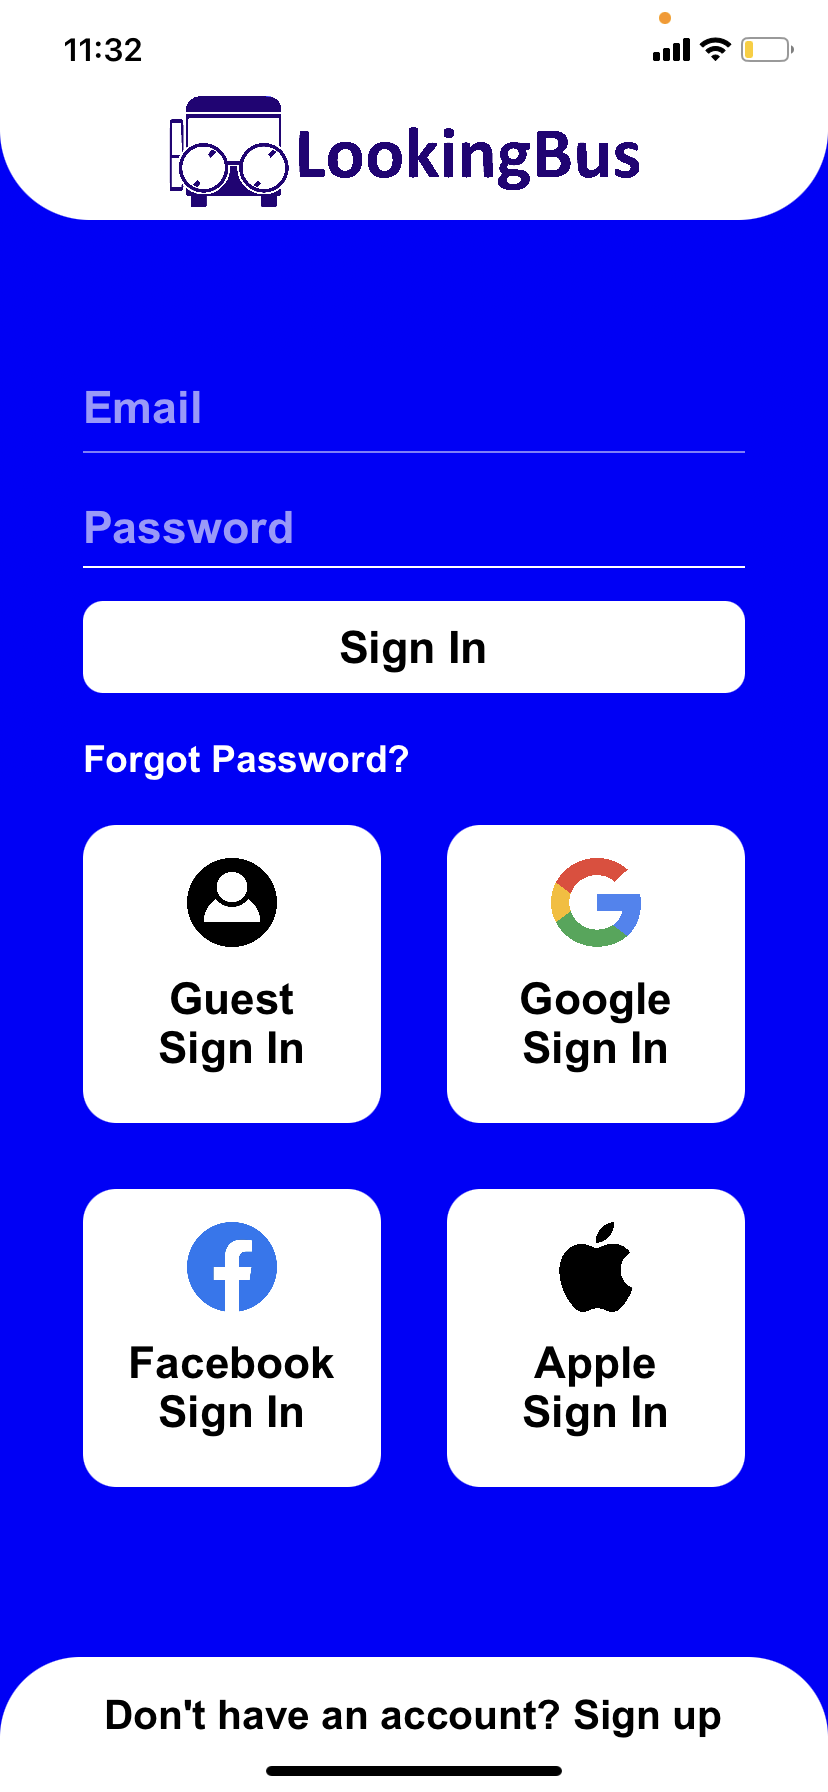 11:32
LookingBus
Email
Password
Sign In
Forgot Password?
Guest
Sign In
Google
Sign In
Facebook
Sign In
Apple
Sign In
Don't have an account? Sign up